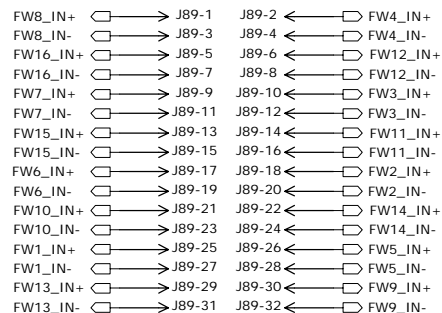 FW8_IN+ J89-1 J89-2 FW4_IN+
FW8_IN- J89-3 J89-4 FW4_IN-
FW16_IN+ J89-5 J89-6 FW12_IN+
FW16_IN- J89-7 J89-8 FW12_IN-
FW7_IN+ J89-9 J89-10 FW3_IN+
FW7_IN- J89-11 J89-12 FW3_IN-
FW15_IN+ J89-13 J89-14 FW11_IN+
FW15_IN- J89-15 J89-16 FW11_IN-
FW6_IN+ J89-17 J89-18 FW2_IN+
FW6_IN- J89-19 J89-20 FW2_IN-
FW10_IN+ J89-21 J89-22 FW14_IN+
FW10_IN- J89-23 J89-24 FW14_IN-
FW1_IN+ J89-25 J89-26 FW5_IN+
FW1_IN- J89-27 J89-28 FW5_IN-
FW13_IN+ J89-29 J89-30 FW9_IN+
FW13_IN- J89-31 J89-32 FW9_IN-